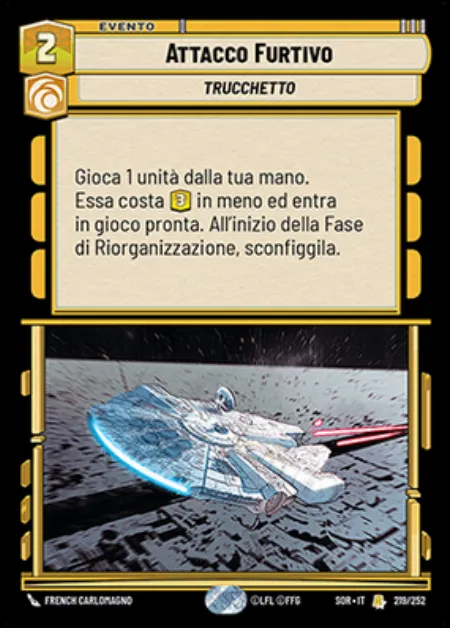 2
EVENTO
ATTACCO FURTIVO
TRUCCHETTO
Gioca 1 unità dalla tua mano.
Essa costa 3 in meno ed entra
in gioco pronta. All'inizio della Fase
di Riorganizzazione, sconfiggila.
FRENCH CARLOMAGNO
©LFL ©FFG
SOR • IT
R
219/252